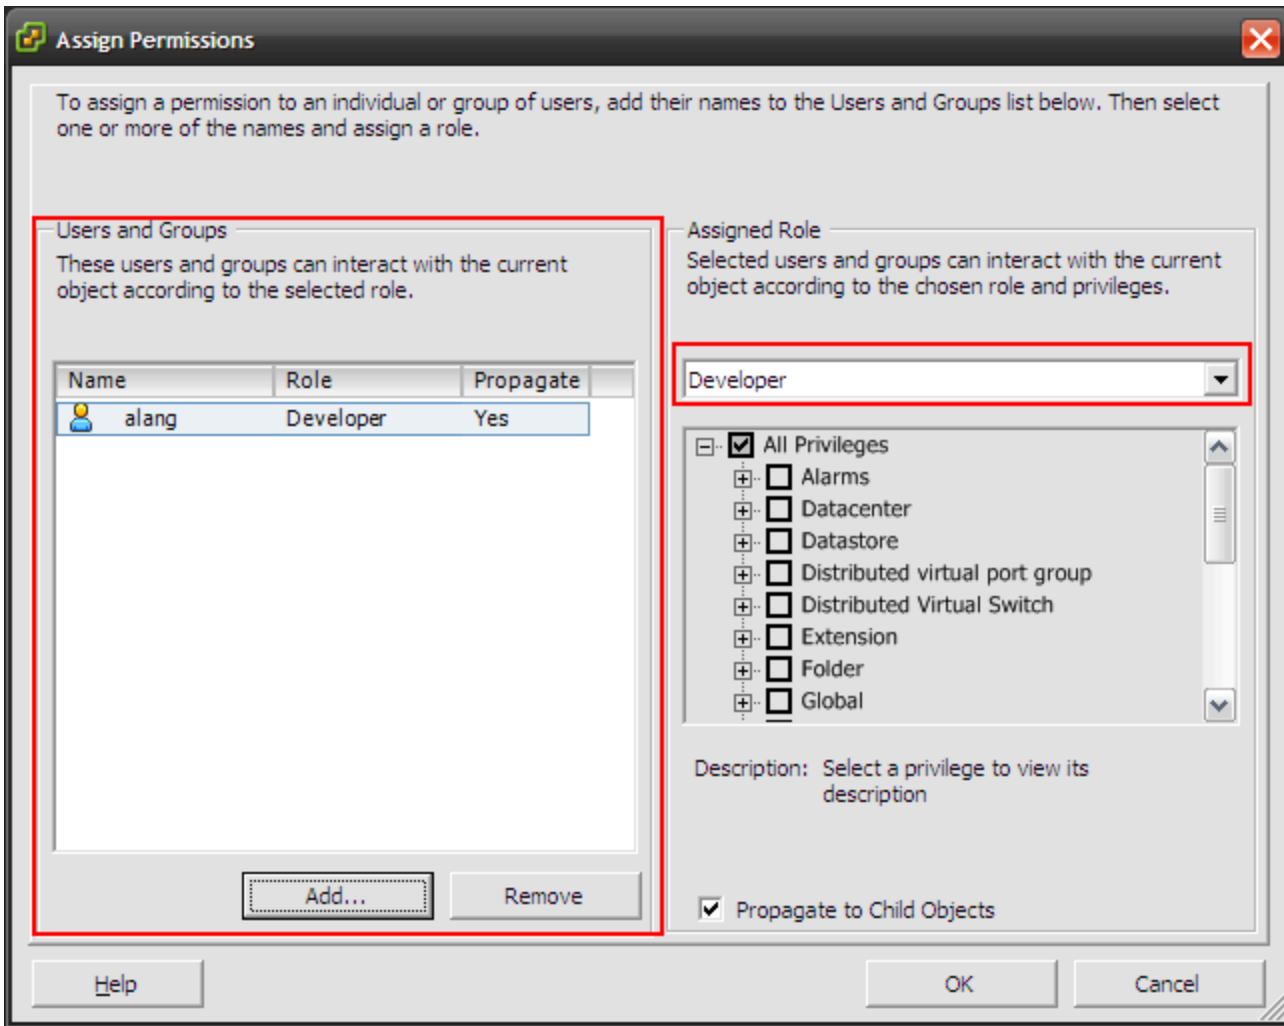 Assign Permissions
To assign a permission to an individual or group of users, add their names to the Users and Groups list below. Then select
one or more of the names and assign a role.
Users and Groups
These users and groups can interact with the current
object according to the selected role.
Name Role Propagate
alang Developer Yes
Add...
Remove
Assigned Role
Selected users and groups can interact with the current
object according to the chosen role and privileges.
Developer
All Privileges
Alarms
Datacenter
Datastore
Distributed virtual port group
Distributed Virtual Switch
Extension
Folder
Global
Description: Select a privilege to view its
description
Propagate to Child Objects
Help
OK
Cancel